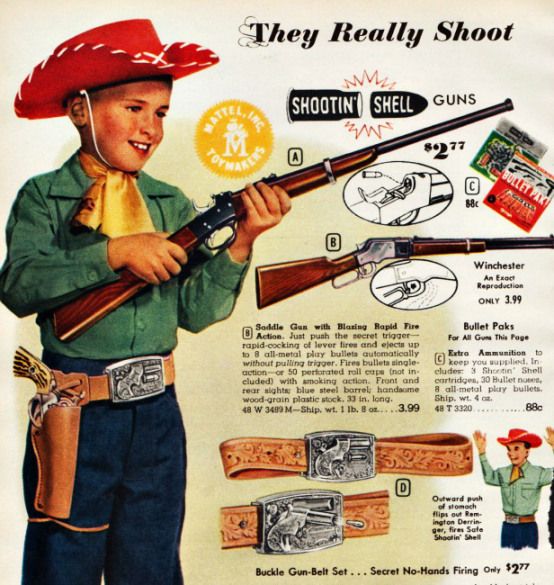 They Really Shoot
SHOOTIN' SHELL GUNS
MATTEL, INC.
M
TOYMAKERS
$2 77
A
C
88c
BULLET PAK
B
Winchester
An Exact
Reproduction
ONLY 3.99
B Saddle Gun with Blazing Rapid Fire
Action. Just push the secret trigger—
rapid-cocking of lever fires and ejects up
to 8 all-metal play bullets automatically
without pulling trigger. Fires bullets single-
action—or 50 perforated roll caps (not in-
cluded) with smoking action. Front and
rear sights; blue steel barrel; handsome
wood-grain plastic stock. 33 in. long.
48 W 3489 M—Ship. wt. 1 lb. 8 oz.....3.99
Bullet Paks
For All Guns This Page
C Extra Ammunition to
keep you supplied. In-
cludes: 3 Shootin' Shell
cartridges, 30 Bullet noses,
8 all-metal play bullets.
Ship. wt. 4 oz.
48 T 3320...........88c
D
Outward push
of stomach
flips out Rem-
ington Derrin-
ger, fires Safe
Shootin' Shell
Buckle Gun-Belt Set . . . Secret No-Hands Firing Only $2 77